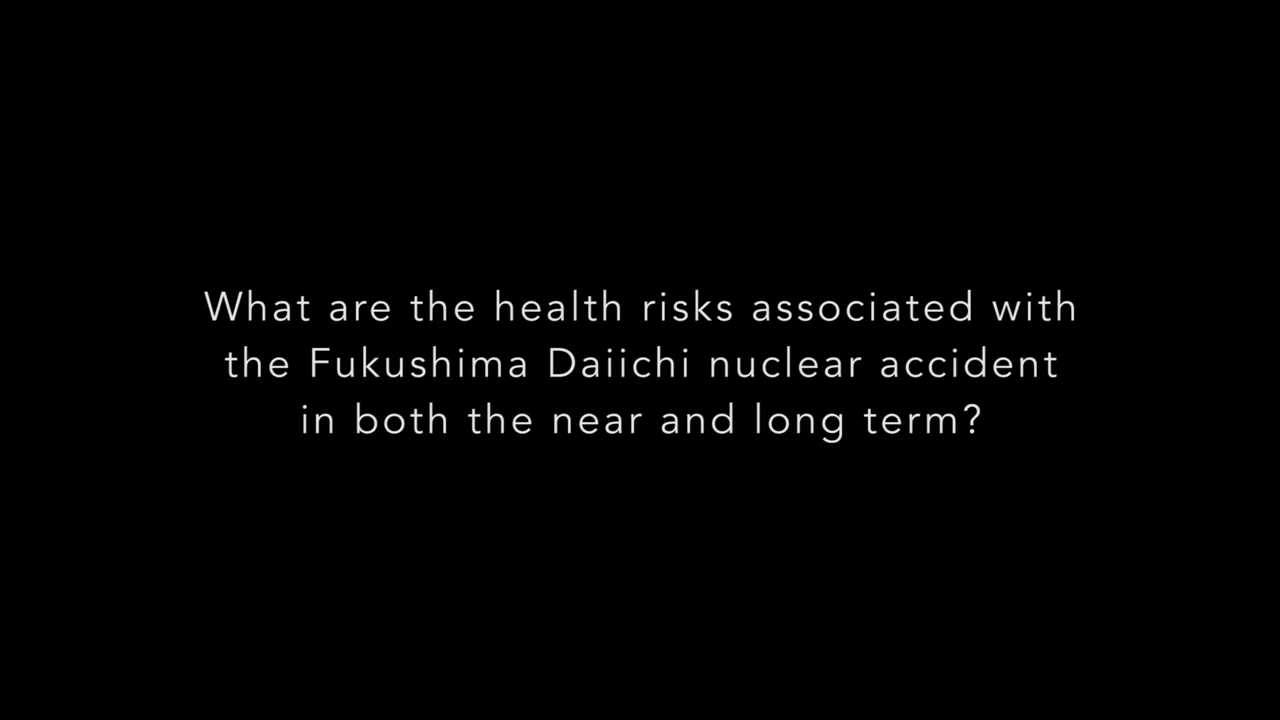 What are the health risks associated with
the Fukushima Daiichi nuclear accident
in both the near and long term?